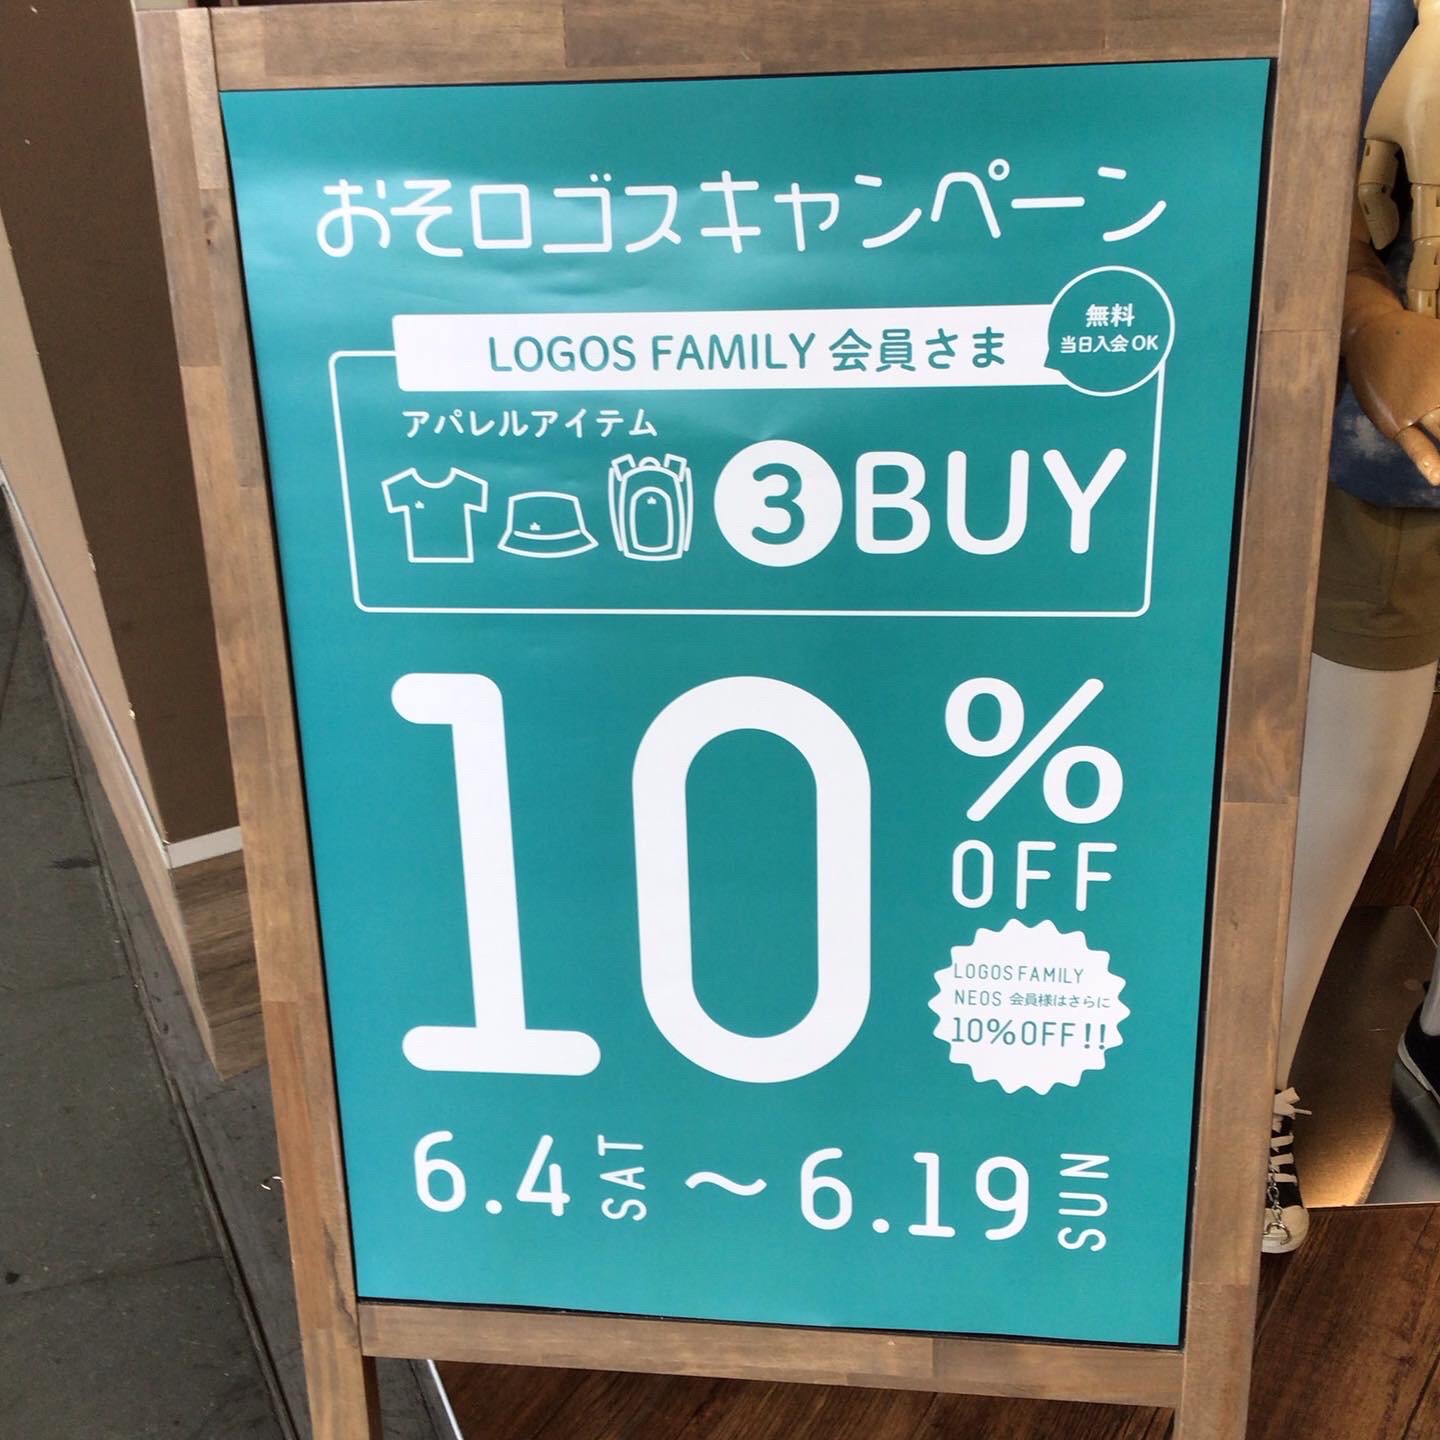 おそロゴスキャンペーン
LOGOS FAMILY 会員さま
無料
当日入会OK
アパレルアイテム
3BUY
10%
OFF
LOGOS FAMILY
NEOS 会員様はさらに
10%OFF!!
6.4 SAT 〜 6.19 SUN